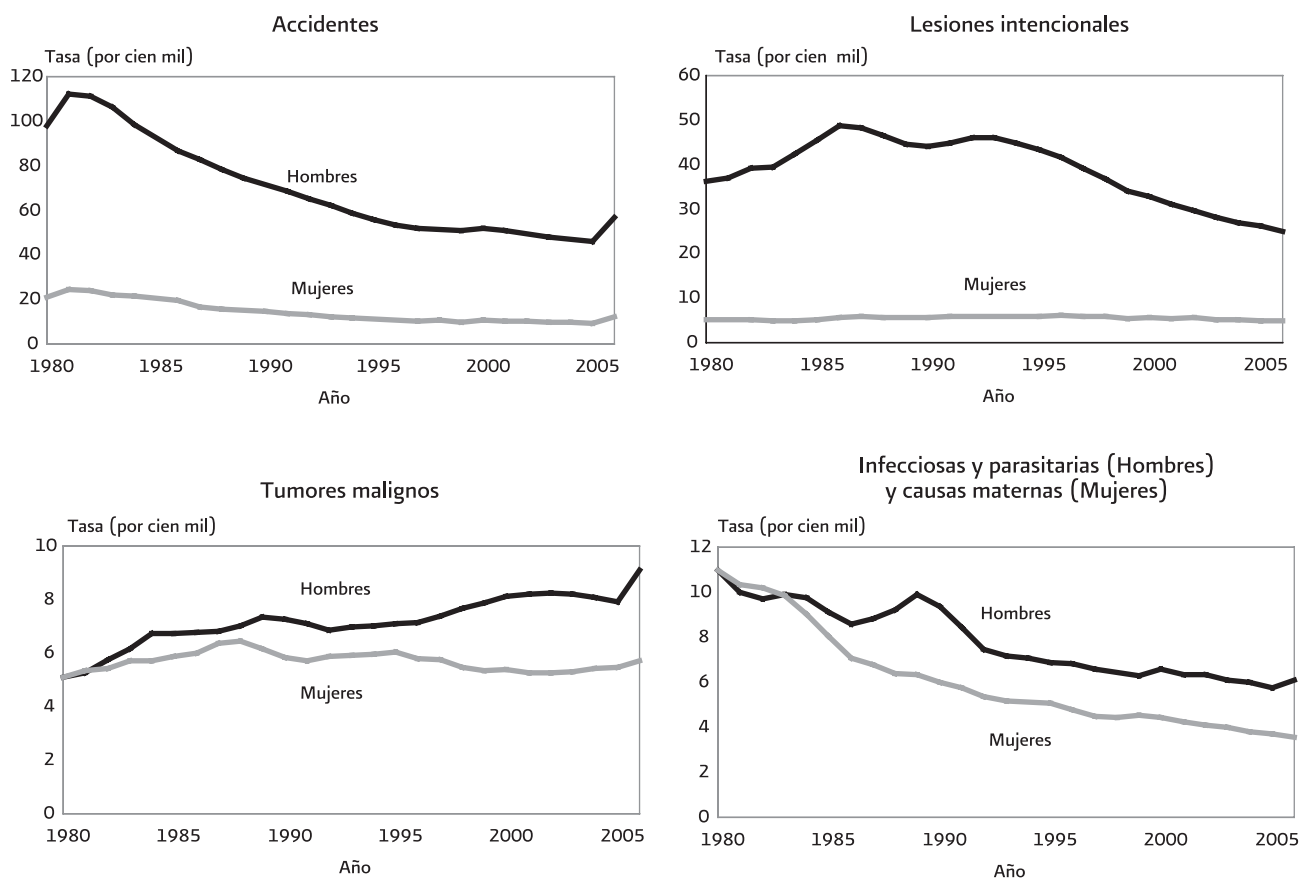 Accidentes
Tasa (por cien mil)
120
100
80
60
40
20
0
Hombres
Mujeres
1980 1985 1990 1995 2000 2005
Año
Lesiones intencionales
Tasa (por cien mil)
60
50
40
30
20
10
0
Mujeres
1980 1985 1990 1995 2000 2005
Año
Tumores malignos
Tasa (por cien mil)
10
8
6
4
2
0
Hombres
Mujeres
1980 1985 1990 1995 2000 2005
Año
Infecciosas y parasitarias (Hombres)
y causas maternas (Mujeres)
Tasa (por cien mil)
12
10
8
6
4
2
0
Hombres
Mujeres
1980 1985 1990 1995 2000 2005
Año